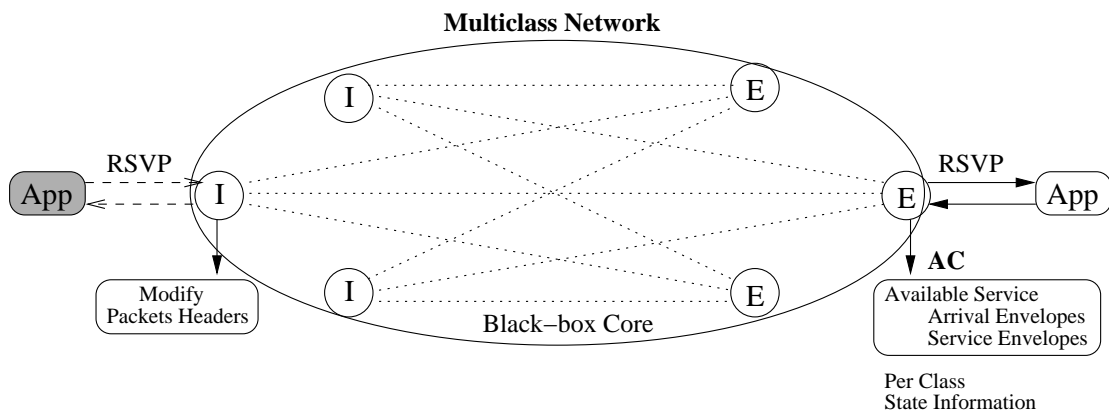 Multiclass Network
I
E
RSVP
RSVP
App
I
E
App
AC
I
E
Modify
Packets Headers
Black−box Core
Available Service
Arrival Envelopes
Service Envelopes
Per Class
State Information